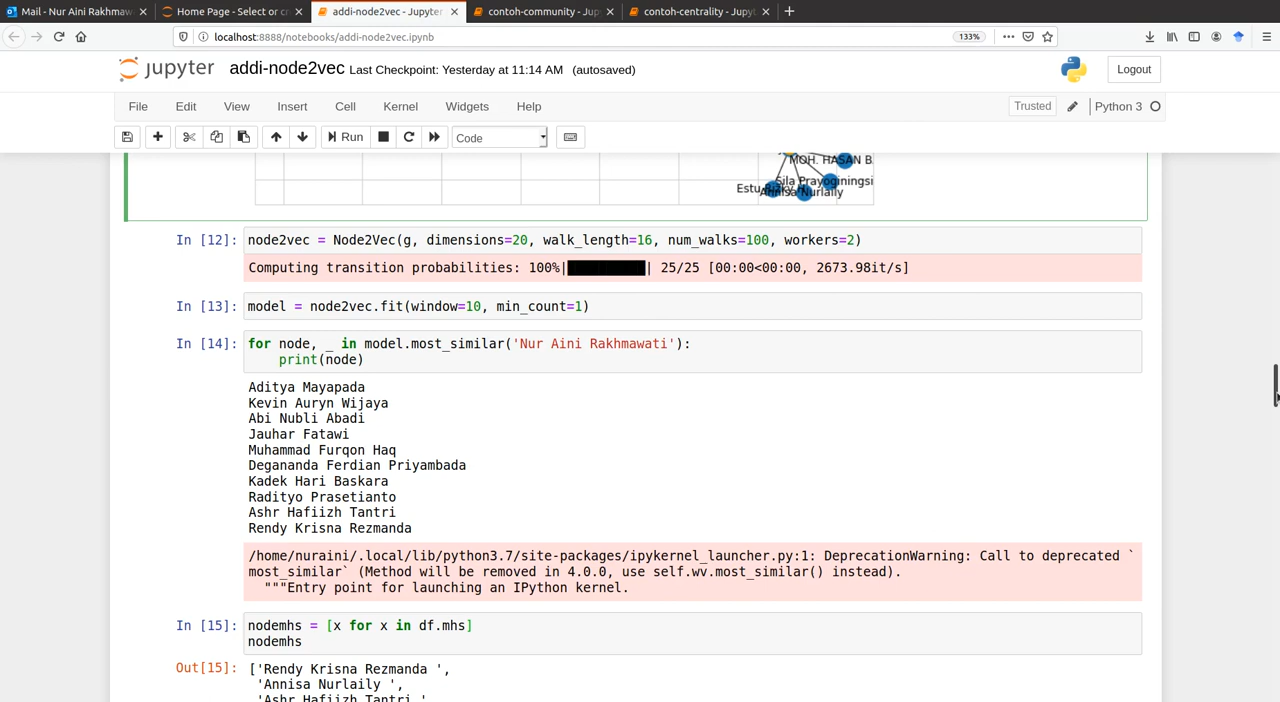 Mail - Nur Aini Rakhmaw
Home Page - Select or cr
addi-node2vec - Jupyter
contoh-community - Jup
contoh-centrality - Jupyt
localhost:8888/notebooks/addi-node2vec.ipynb
133%
jupyter addi-node2vec Last Checkpoint: Yesterday at 11:14 AM (autosaved)
Logout
File Edit View Insert Cell Kernel Widgets Help
Trusted
Python 3
Run
Code
MOH. HASAN B
Sila Prayoginingsi
Annisa Nurlaily
In [12]: node2vec = Node2Vec(g, dimensions=20, walk_length=16, num_walks=100, workers=2)
Computing transition probabilities: 100%|██████████| 25/25 [00:00<00:00, 2673.98it/s]
In [13]: model = node2vec.fit(window=10, min_count=1)
In [14]: for node, _ in model.most_similar('Nur Aini Rakhmawati'):
print(node)
Aditya Mayapada
Kevin Auryn Wijaya
Abi Nubli Abadi
Jauhar Fatawi
Muhammad Furqon Haq
Degananda Ferdian Priyambada
Kadek Hari Baskara
Radityo Prasetianto
Ashr Hafiizh Tantri
Rendy Krisna Rezmanda
/home/nuraini/.local/lib/python3.7/site-packages/ipykernel_launcher.py:1: DeprecationWarning: Call to deprecated `
most_similar` (Method will be removed in 4.0.0, use self.wv.most_similar() instead).
"""Entry point for launching an IPython kernel.
In [15]: nodemhs = [x for x in df.mhs]
nodemhs
Out[15]: ['Rendy Krisna Rezmanda ',
'Annisa Nurlaily ',
'Ashr Hafiizh Tantri '